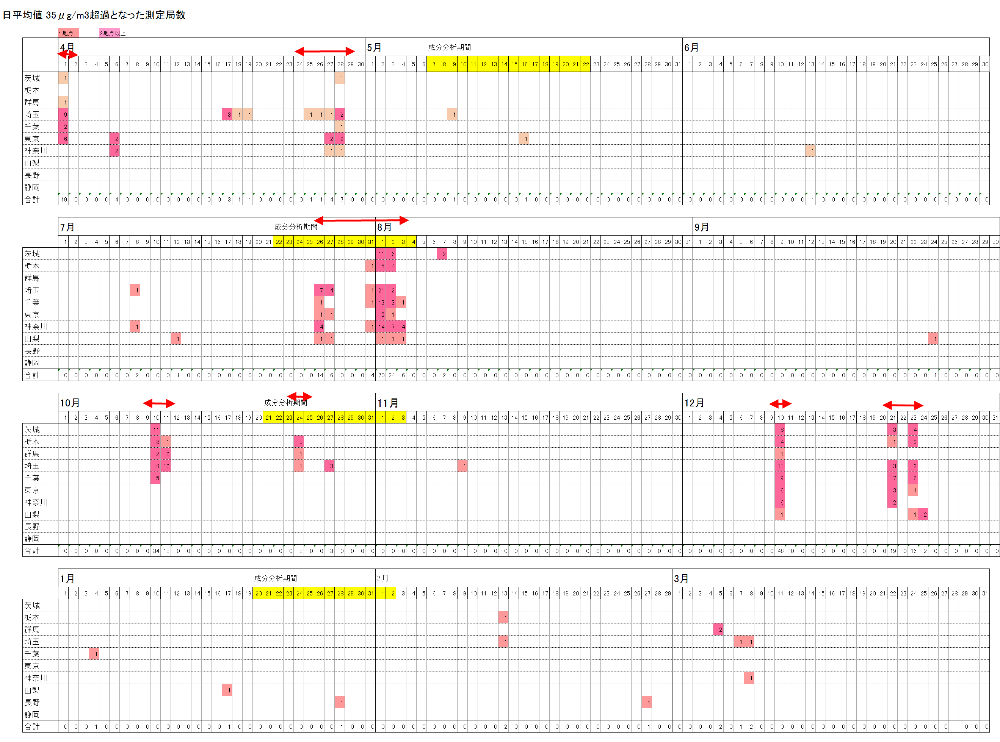 日平均値 35μg/m3超過となった測定局数
1地点 2地点以上
4月 5月 成分分析期間 6月
1 2 3 4 5 6 7 8 9 10 11 12 13 14 15 16 17 18 19 20 21 22 23 24 25 26 27 28 29 30 1 2 3 4 5 6 7 8 9 10 11 12 13 14 15 16 17 18 19 20 21 22 23 24 25 26 27 28 29 30 31 1 2 3 4 5 6 7 8 9 10 11 12 13 14 15 16 17 18 19 20 21 22 23 24 25 26 27 28 29 30
茨城 1 1
栃木
群馬 1
埼玉 9 3 1 1 1 1 1 2 1
千葉 2 1
東京 6 2 2 2 1
神奈川 2 1 1 1
山梨
長野
静岡
合計 19 0 0 0 0 4 0 0 0 0 0 0 0 0 0 0 3 1 1 0 0 0 0 0 1 1 4 7 0 0 0 0 0 0 0 0 0 0 1 0 0 0 0 0 0 1 0 0 0 0 0 0 0 0 0 0 0 0 0 0 0 0 0 0 0 0 0 0 0 0 0 0 0 1 0 0 0 0 0 0 0 0 0 0 0 0 0 0 0 0 0
7月 成分分析期間 8月 9月
1 2 3 4 5 6 7 8 9 10 11 12 13 14 15 16 17 18 19 20 21 22 23 24 25 26 27 28 29 30 31 1 2 3 4 5 6 7 8 9 10 11 12 13 14 15 16 17 18 19 20 21 22 23 24 25 26 27 28 29 30 31 1 2 3 4 5 6 7 8 9 10 11 12 13 14 15 16 17 18 19 20 21 22 23 24 25 26 27 28 29 30
茨城 11 6 2
栃木 1 5 4
群馬
埼玉 1 7 4 1 21 2
千葉 1 1 13 3 1
東京 1 1 5 1
神奈川 1 4 1 14 7 4
山梨 1 1 1 1 1 1 1
長野
静岡
合計 0 0 0 0 0 0 0 2 0 0 0 1 0 0 0 0 0 0 0 0 0 0 0 0 0 14 6 0 0 0 4 70 24 6 0 0 0 2 0 0 0 0 0 0 0 0 0 0 0 0 0 0 0 0 0 0 0 0 0 0 0 0 0 0 0 0 0 0 0 0 0 0 0 0 0 0 0 0 0 0 0 0 0 0 0 1 0 0 0 0 0 0
10月 成分分析期間 11月 12月
1 2 3 4 5 6 7 8 9 10 11 12 13 14 15 16 17 18 19 20 21 22 23 24 25 26 27 28 29 30 31 1 2 3 4 5 6 7 8 9 10 11 12 13 14 15 16 17 18 19 20 21 22 23 24 25 26 27 28 29 30 1 2 3 4 5 6 7 8 9 10 11 12 13 14 15 16 17 18 19 20 21 22 23 24 25 26 27 28 29 30 31
茨城 11 8 3 4
栃木 8 1 3 4 1 2
群馬 2 2 1 1
埼玉 8 12 1 3 1 13 3 2
千葉 5 9 7 6
東京 6 3 1
神奈川 6 2
山梨 1 1 2
長野
静岡
合計 0 0 0 0 0 0 0 0 0 34 15 0 0 0 0 0 0 0 0 0 0 0 0 5 0 0 3 0 0 0 0 0 0 0 0 0 0 0 0 1 0 0 0 0 0 0 0 0 0 0 0 0 0 0 0 0 0 0 0 0 0 0 0 0 0 0 0 0 0 0 48 0 0 0 0 0 0 0 0 0 0 19 0 16 2 0 0 0 0 0 0 0
1月 成分分析期間 2月 3月
1 2 3 4 5 6 7 8 9 10 11 12 13 14 15 16 17 18 19 20 21 22 23 24 25 26 27 28 29 30 31 1 2 3 4 5 6 7 8 9 10 11 12 13 14 15 16 17 18 19 20 21 22 23 24 25 26 27 28 29 1 2 3 4 5 6 7 8 9 10 11 12 13 14 15 16 17 18 19 20 21 22 23 24 25 26 27 28 29 30 31
茨城
栃木 1
群馬 2
埼玉 1 1 1
千葉 1
東京
神奈川 1
山梨 1
長野 1 1
静岡
合計 0 0 0 1 0 0 0 0 0 0 0 0 0 0 0 0 1 0 0 0 0 0 0 0 0 0 0 1 0 0 0 0 0 0 0 0 0 0 0 0 0 0 0 2 0 0 0 0 0 0 0 0 0 0 0 0 0 1 0 0 0 0 0 0 2 0 1 2 0 0 0 0 0 0 0 0 0 0 0 0 0 0 0 0 0 0 0 0 0 0